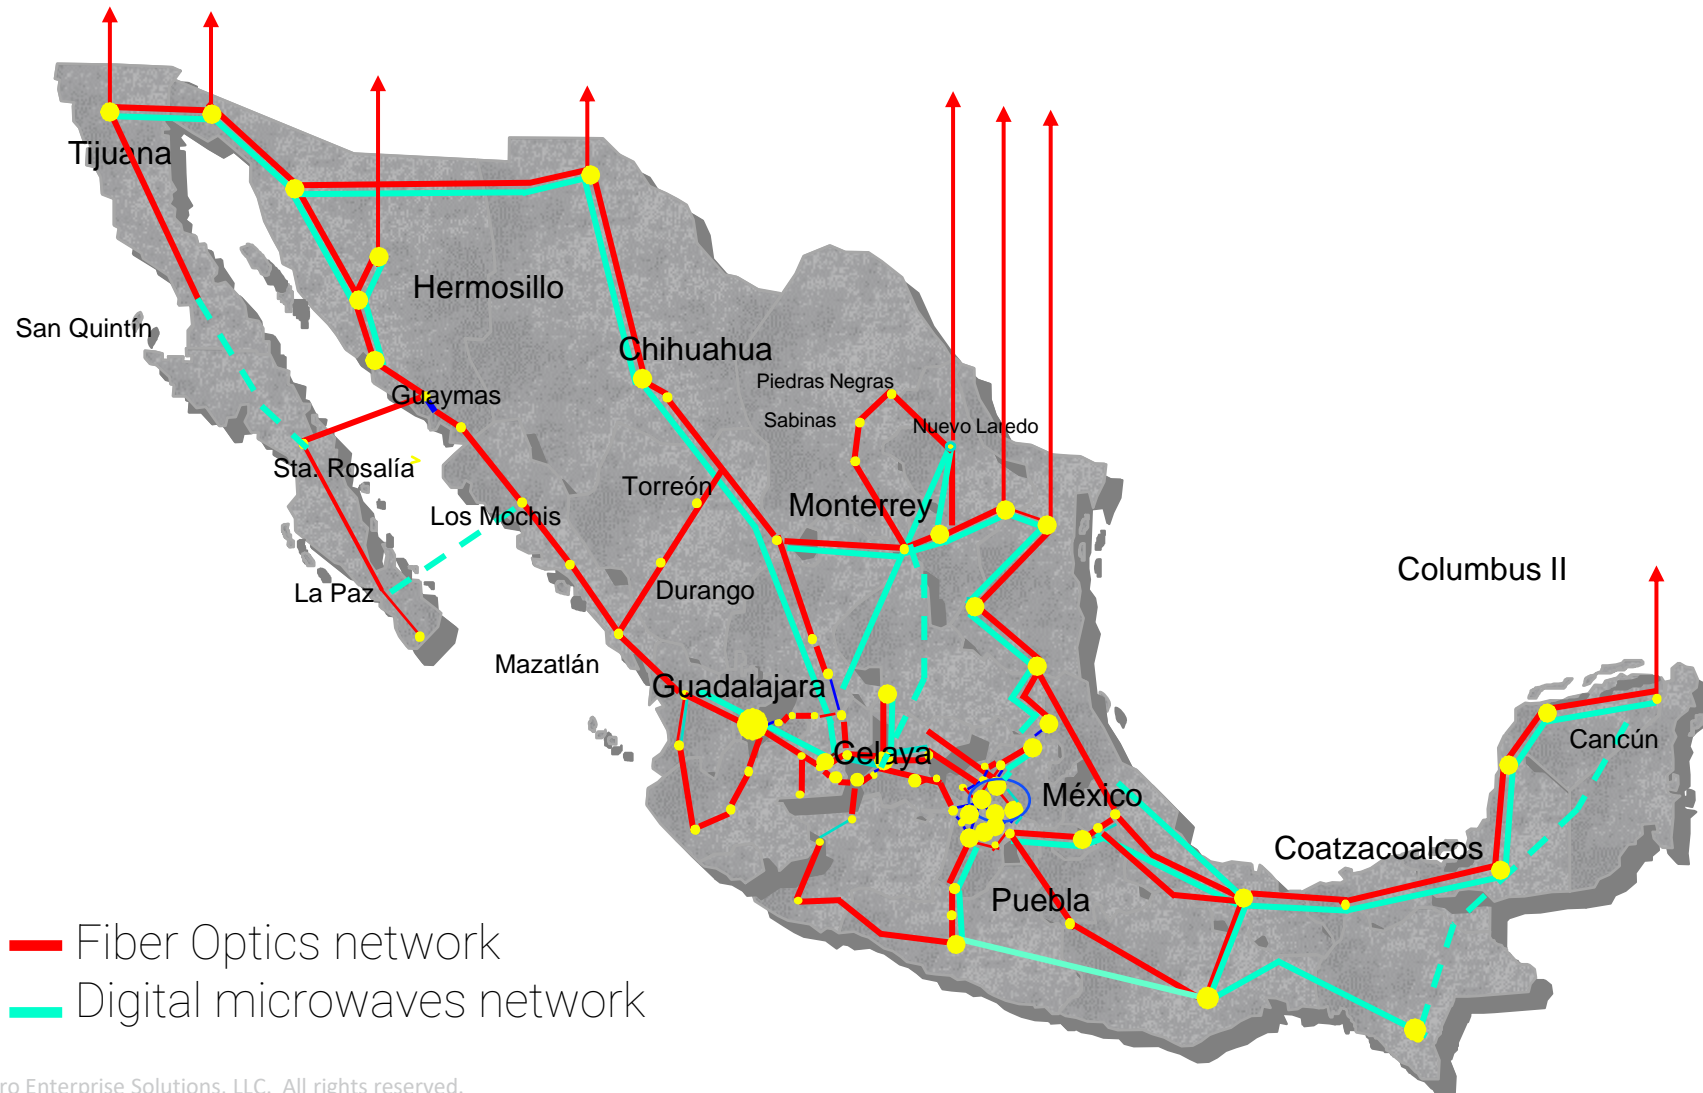 Tijuana
Hermosillo
San Quintín
Chihuahua
Piedras Negras
Guaymas
Sabinas
Nuevo Laredo
Sta. Rosalía
Torreón
Monterrey
Los Mochis
Columbus II
La Paz
Durango
Mazatlán
Guadalajara
Cancún
Celaya
México
Coatzacoalcos
Puebla
Fiber Optics network
Digital microwaves network
Enterprise Solutions, LLC. All rights reserved.